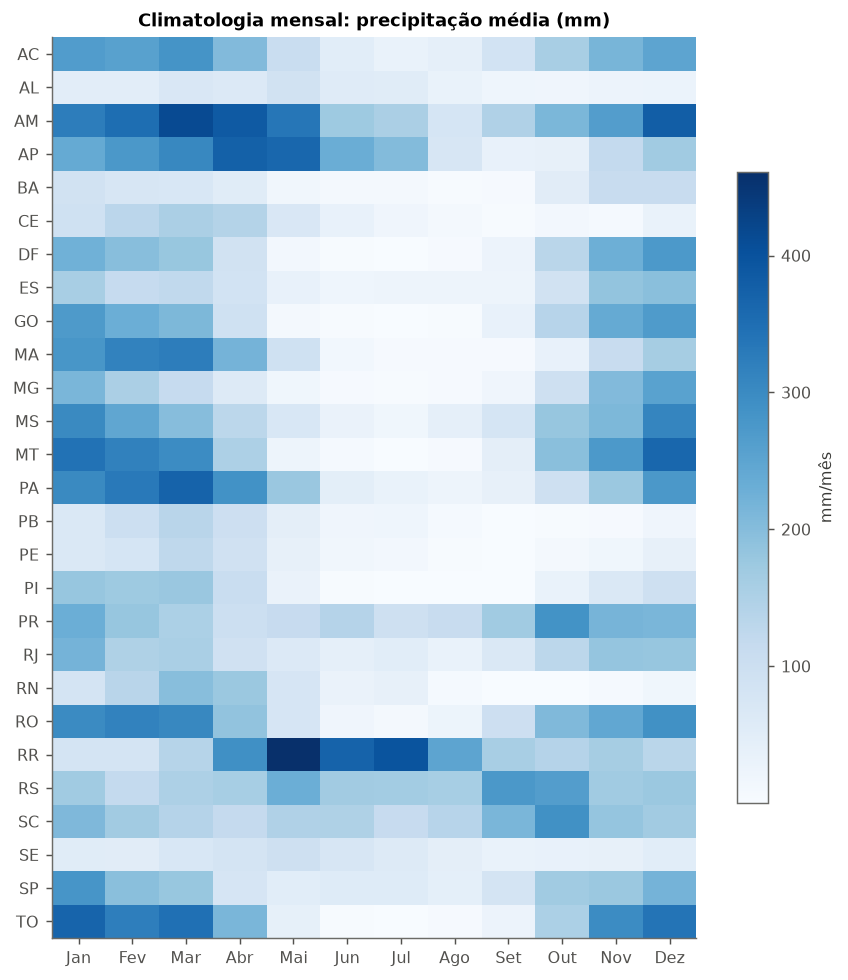 Climatologia mensal: precipitação média (mm)
AC
AL
AM
AP
BA
CE
DF
ES
GO
MA
MG
MS
MT
PA
PB
PE
PI
PR
RJ
RN
RO
RR
RS
SC
SE
SP
TO
Jan Fev Mar Abr Mai Jun Jul Ago Set Out Nov Dez
400
300
200
100
mm/mês